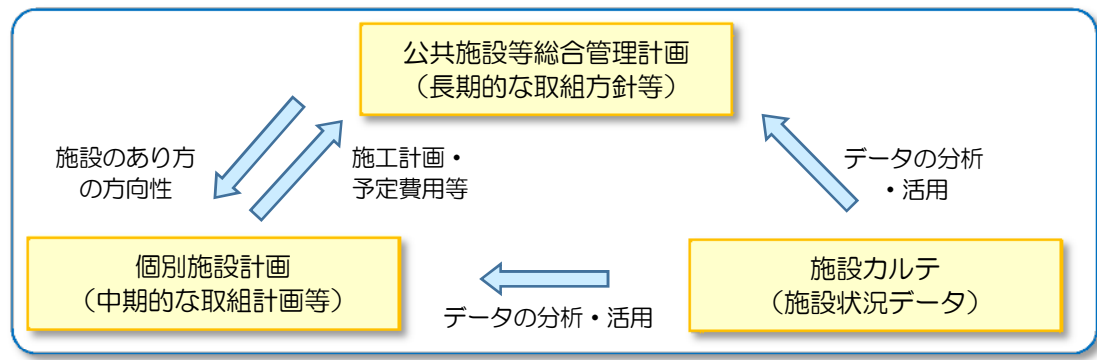 公共施設等総合管理計画
（長期的な取組方針等）
施設のあり方
の方向性
施工計画・
予定費用等
データの分析
・活用
個別施設計画
（中期的な取組計画等）
データの分析・活用
施設カルテ
（施設状況データ）